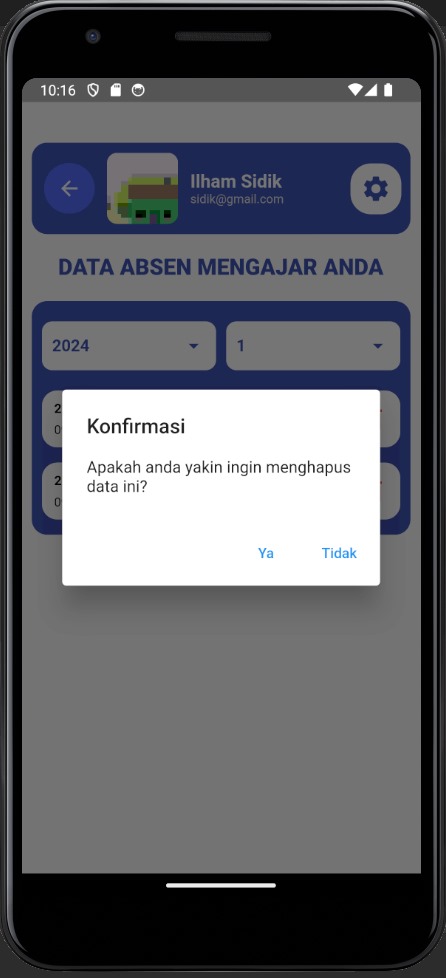 10:16
Ilham Sidik
sidik@gmail.com
DATA ABSEN MENGAJAR ANDA
2024
1
Konfirmasi
Apakah anda yakin ingin menghapus
data ini?
Ya
Tidak